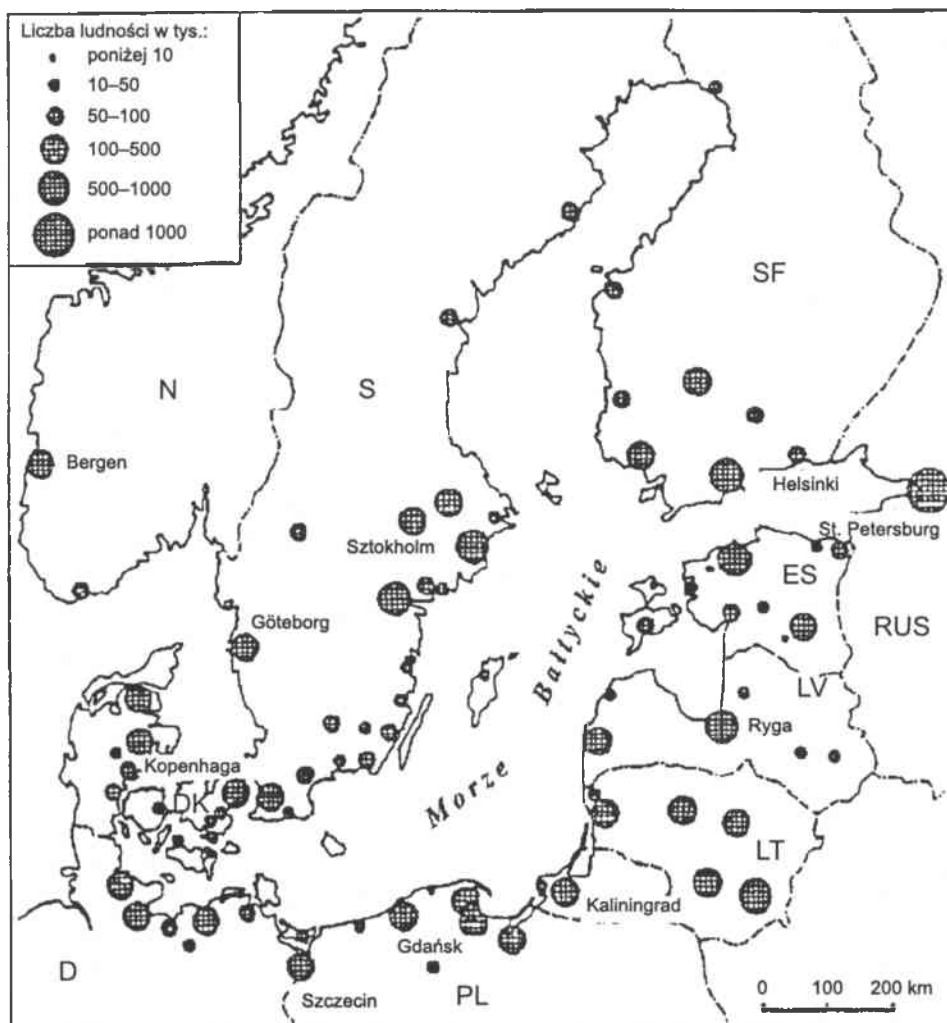 Liczba ludności w tys.:
poniżej 10
10–50
50–100
100–500
500–1000
ponad 1000
SF
N
S
Bergen
Helsinki
St. Petersburg
Sztokholm
ES
Göteborg
RUS
Bałtyckie
LV
Ryga
Kopenhaga
DK
Morze
LT
Kaliningrad
Gdańsk
D
Szczecin
PL
0 100 200 km